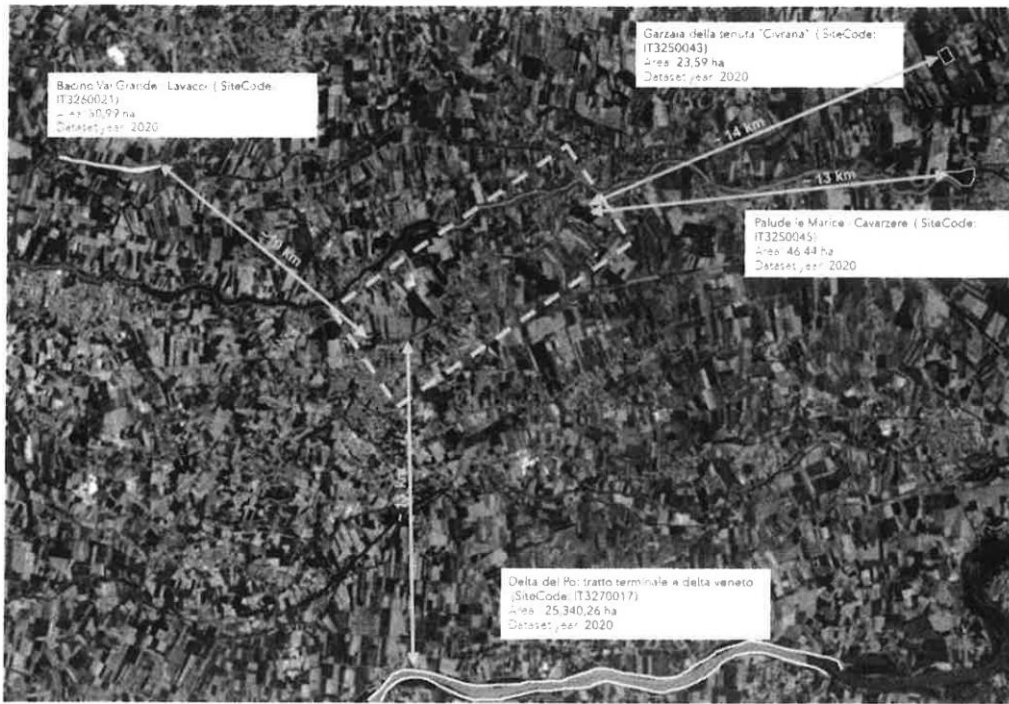 Garzaia della tenuta "Civrana" ( SiteCode:
IT3250043)
Area: 23,59 ha
Dataset year: 2020
Bacino Val Grande - Lavacci ( SiteCode:
IT3260021)
Area: 50,99 ha
Dataset year: 2020
~ 14 km
~ 13 km
km
Palude le Marice - Cavarzere ( SiteCode:
IT3250045)
Area: 46,44 ha
Dataset year: 2020
km
Delta del Po: tratto terminale e delta veneto
(SiteCode: IT3270017)
Area: 25.340,26 ha
Dataset year: 2020